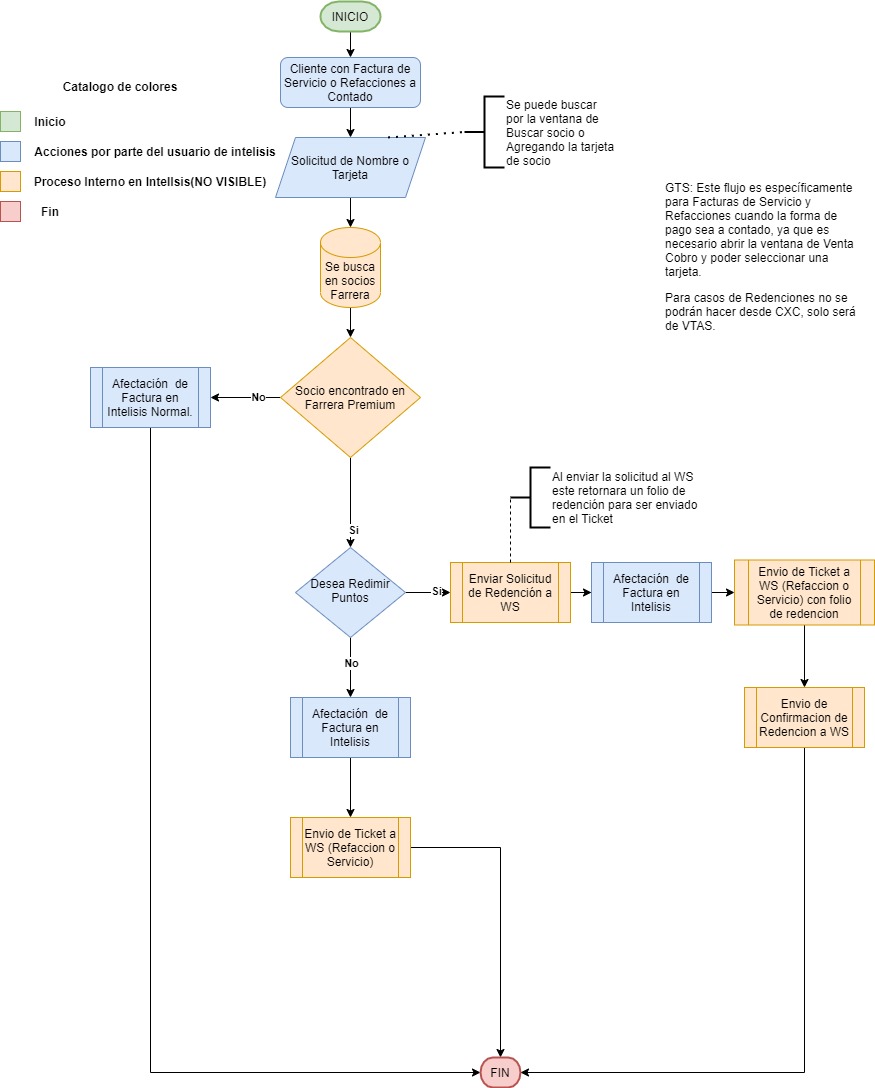 INICIO
Cliente con Factura de
Servicio o Refacciones a
Contado
Catalogo de colores
Inicio
Acciones por parte del usuario de intelisis
Proceso Interno en Intellsis(NO VISIBLE)
Fin
Solicitud de Nombre o
Tarjeta
Se puede buscar
por la ventana de
Buscar socio o
Agregando la tarjeta
de socio
GTS: Este flujo es específicamente
para Facturas de Servicio y
Refacciones cuando la forma de
pago sea a contado, ya que es
necesario abrir la ventana de Venta
Cobro y poder seleccionar una
tarjeta.
Para casos de Redenciones no se
podrán hacer desde CXC, solo será
de VTAS.
Se busca
en socios
Farrera
Socio encontrado en
Farrera Premium
No
Afectación de
Factura en
Intelisis Normal.
Si
Al enviar la solicitud al WS
este retornara un folio de
redención para ser enviado
en el Ticket
Desea Redimir
Puntos
Si
Enviar Solicitud
de Redención a
WS
Afectación de
Factura en
Intelisis
Envio de Ticket a
WS (Refaccion o
Servicio) con folio
de redencion
No
Afectación de
Factura en
Intelisis
Envio de
Confirmacion de
Redencion a WS
Envio de Ticket a
WS (Refaccion o
Servicio)
FIN